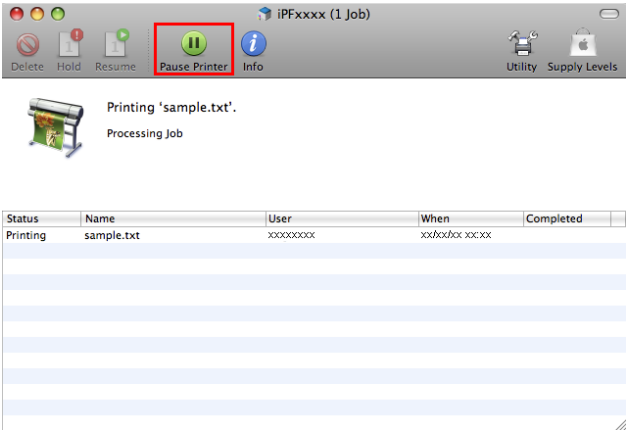 iPFxxxx (1 Job)
Delete Hold Resume Pause Printer Info Utility Supply Levels
Printing ‘sample.txt’.
Processing Job
Status Name User When Completed
Printing sample.txt xxxxxxxx xx/xx/xx xx:xx